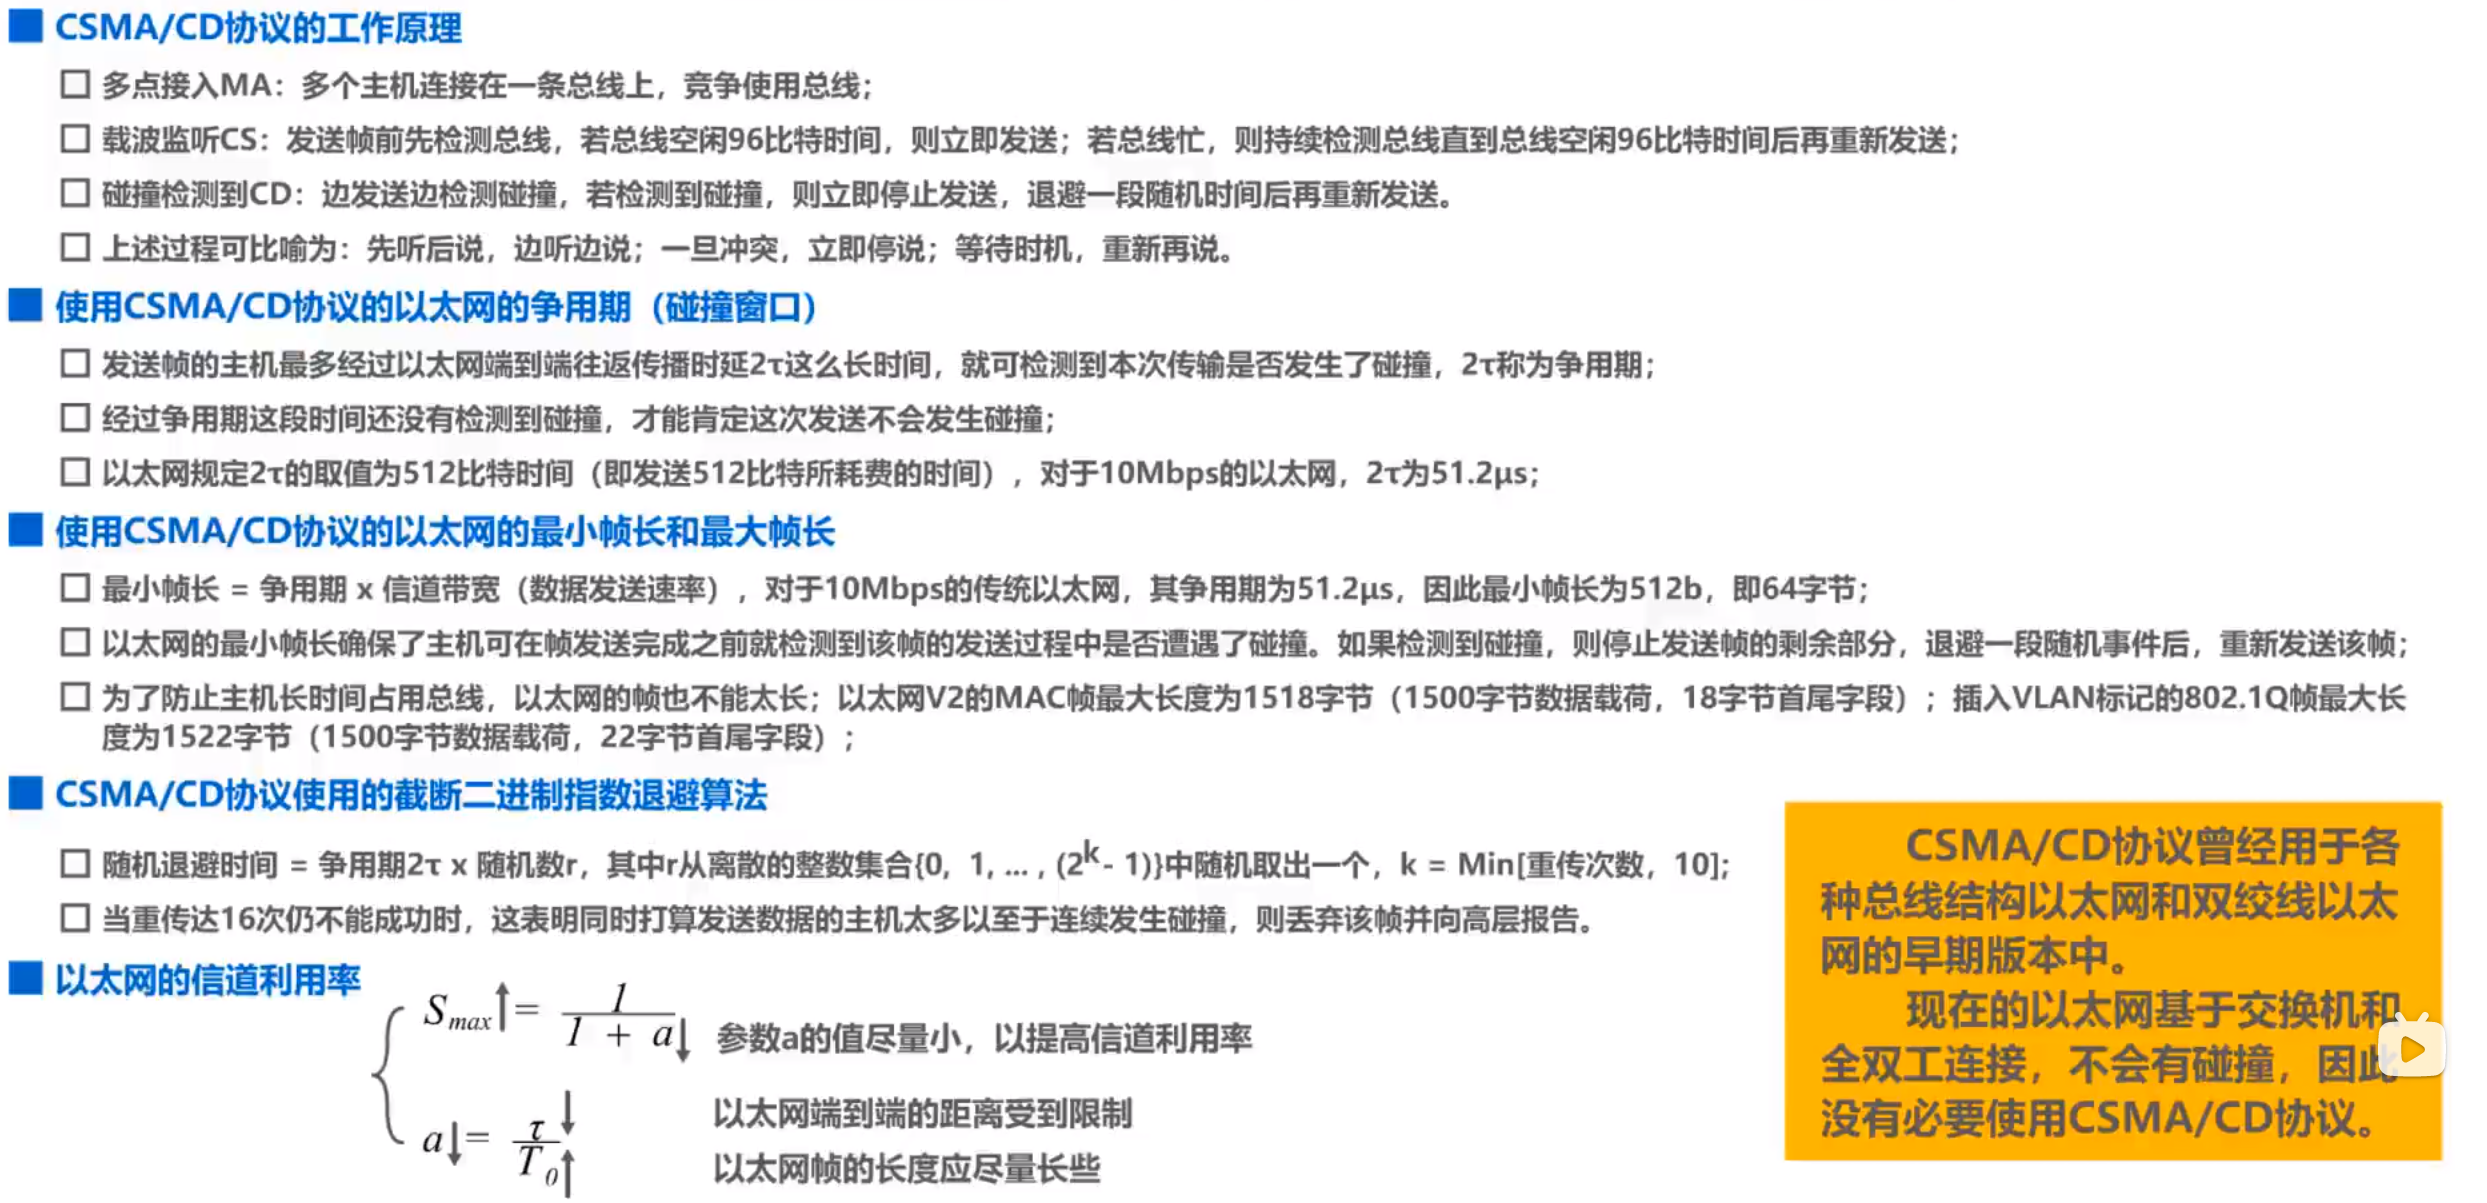 CSMA/CD协议的工作原理
多点接入MA：多个主机连接在一条总线上，竞争使用总线；
载波监听CS：发送帧前先检测总线，若总线空闲96比特时间，则立即发送；若总线忙，则持续检测总线直到总线空闲96比特时间后再重新发送；
碰撞检测到CD：边发送边检测碰撞，若检测到碰撞，则立即停止发送，退避一段随机时间后再重新发送。
上述过程可比喻为：先听后说，边听边说；一旦冲突，立即停说；等待时机，重新再说。
使用CSMA/CD协议的以太网的争用期（碰撞窗口）
发送帧的主机最多经过以太网端到端往返传播时延2τ这么长时间，就可检测到本次传输是否发生了碰撞，2τ称为争用期；
经过争用期这段时间还没有检测到碰撞，才能肯定这次发送不会发生碰撞；
以太网规定2τ的取值为512比特时间（即发送512比特所耗费的时间），对于10Mbps的以太网，2τ为51.2μs；
使用CSMA/CD协议的以太网的最小帧长和最大帧长
最小帧长 = 争用期 x 信道带宽（数据发送速率），对于10Mbps的传统以太网，其争用期为51.2μs，因此最小帧长为512b，即64字节；
以太网的最小帧长确保了主机可在帧发送完成之前就检测到该帧的发送过程中是否遭遇了碰撞。如果检测到碰撞，则停止发送帧的剩余部分，退避一段随机事件后，重新发送该帧；
为了防止主机长时间占用总线，以太网的帧也不能太长；以太网V2的MAC帧最大长度为1518字节（1500字节数据载荷，18字节首尾字段）；插入VLAN标记的802.1Q帧最大长
度为1522字节（1500字节数据载荷，22字节首尾字段）；
CSMA/CD协议使用的截断二进制指数退避算法
随机退避时间 = 争用期2τ x 随机数r，其中r从离散的整数集合{0，1, ... , (2^k - 1)}中随机取出一个，k = Min[重传次数，10]；
当重传达16次仍不能成功时，这表明同时打算发送数据的主机太多以至于连续发生碰撞，则丢弃该帧并向高层报告。
以太网的信道利用率
S_max↑ = 1 / (1 + a↓) 参数a的值尽量小，以提高信道利用率
a↓ = τ↓ / T_0↑
以太网端到端的距离受到限制
以太网帧的长度应尽量长些
CSMA/CD协议曾经用于各
种总线结构以太网和双绞线以太
网的早期版本中。
现在的以太网基于交换机和
全双工连接，不会有碰撞，因此
没有必要使用CSMA/CD协议。